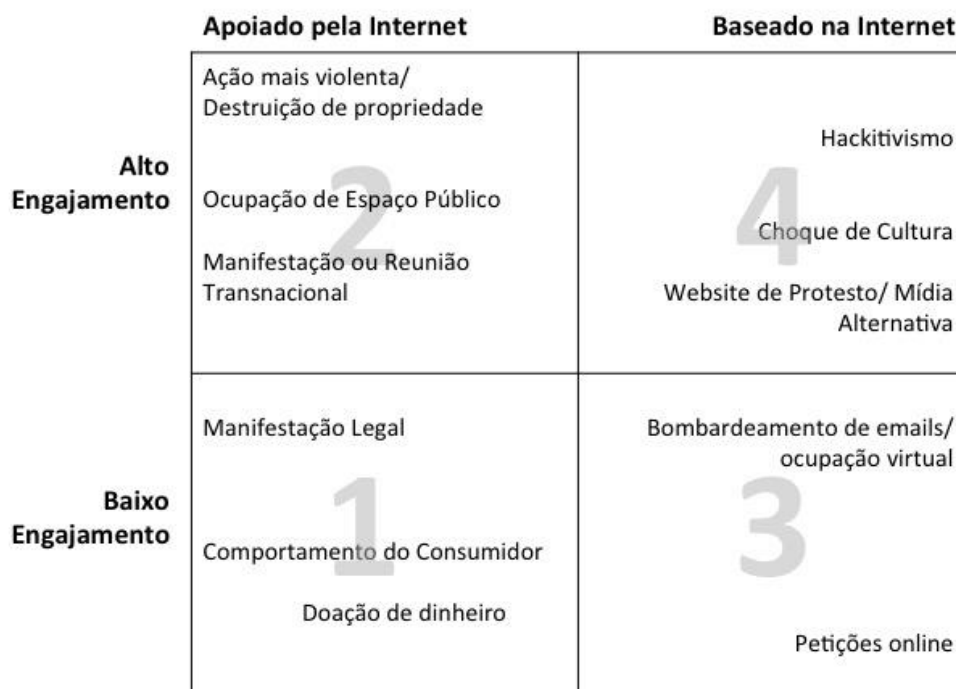 Apoiado pela Internet
Baseado na Internet
Alto
Engajamento
Ação mais violenta/
Destruição de propriedade
2
Ocupação de Espaço Público
Manifestação ou Reunião
Transnacional
Hackitivismo
4
Choque de Cultura
Website de Protesto/ Mídia
Alternativa
Baixo
Engajamento
Manifestação Legal
1
Comportamento do Consumidor
Doação de dinheiro
Bombardeamento de emails/
ocupação virtual
3
Petições online